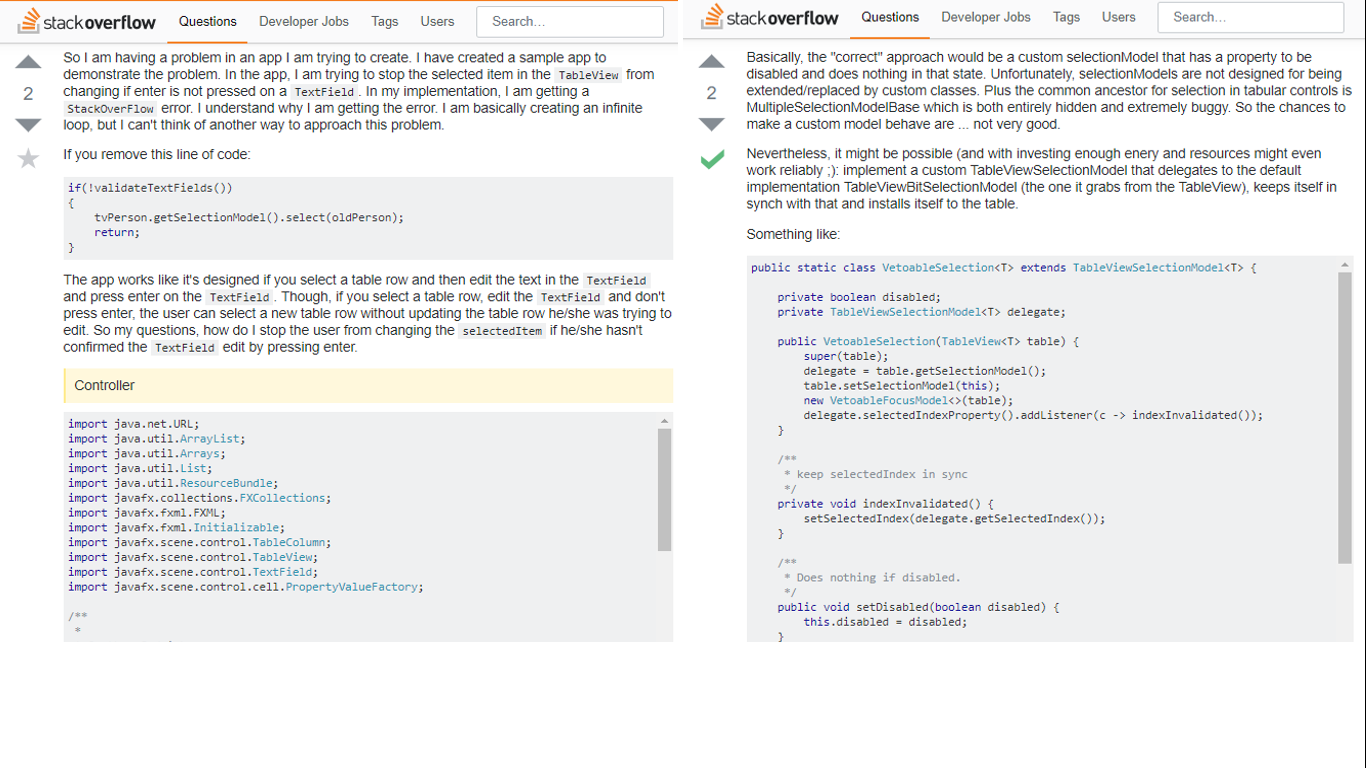 stackoverflow Questions Developer Jobs Tags Users Search...
2
So I am having a problem in an app I am trying to create. I have created a sample app to
demonstrate the problem. In the app, I am trying to stop the selected item in the TableView from
changing if enter is not pressed on a TextField . In my implementation, I am getting a
StackOverFlow error. I understand why I am getting the error. I am basically creating an infinite
loop, but I can't think of another way to approach this problem.
If you remove this line of code:
if(!validateTextFields())
{
    tvPerson.getSelectionModel().select(oldPerson);
    return;
}
The app works like it's designed if you select a table row and then edit the text in the TextField
and press enter on the TextField . Though, if you select a table row, edit the TextField and don't
press enter, the user can select a new table row without updating the table row he/she was trying to
edit. So my questions, how do I stop the user from changing the selectedItem if he/she hasn't
confirmed the TextField edit by pressing enter.
Controller
import java.net.URL;
import java.util.ArrayList;
import java.util.Arrays;
import java.util.List;
import java.util.ResourceBundle;
import javafx.collections.FXCollections;
import javafx.fxml.FXML;
import javafx.fxml.Initializable;
import javafx.scene.control.TableColumn;
import javafx.scene.control.TableView;
import javafx.scene.control.TextField;
import javafx.scene.control.cell.PropertyValueFactory;
/**
 *
stackoverflow Questions Developer Jobs Tags Users Search...
2
Basically, the "correct" approach would be a custom selectionModel that has a property to be
disabled and does nothing in that state. Unfortunately, selectionModels are not designed for being
extended/replaced by custom classes. Plus the common ancestor for selection in tabular controls is
MultipleSelectionModelBase which is both entirely hidden and extremely buggy. So the chances to
make a custom model behave are ... not very good.
Nevertheless, it might be possible (and with investing enough enery and resources might even
work reliably ;): implement a custom TableViewSelectionModel that delegates to the default
implementation TableViewBitSelectionModel (the one it grabs from the TableView), keeps itself in
synch with that and installs itself to the table.
Something like:
public static class VetoableSelection<T> extends TableViewSelectionModel<T> {
    private boolean disabled;
    private TableViewSelectionModel<T> delegate;
    public VetoableSelection(TableView<T> table) {
        super(table);
        delegate = table.getSelectionModel();
        table.setSelectionModel(this);
        new VetoableFocusModel<>(table);
        delegate.selectedIndexProperty().addListener(c -> indexInvalidated());
    }
    /**
     * keep selectedIndex in sync
     */
    private void indexInvalidated() {
        setSelectedIndex(delegate.getSelectedIndex());
    }
    /**
     * Does nothing if disabled.
     */
    public void setDisabled(boolean disabled) {
        this.disabled = disabled;
    }